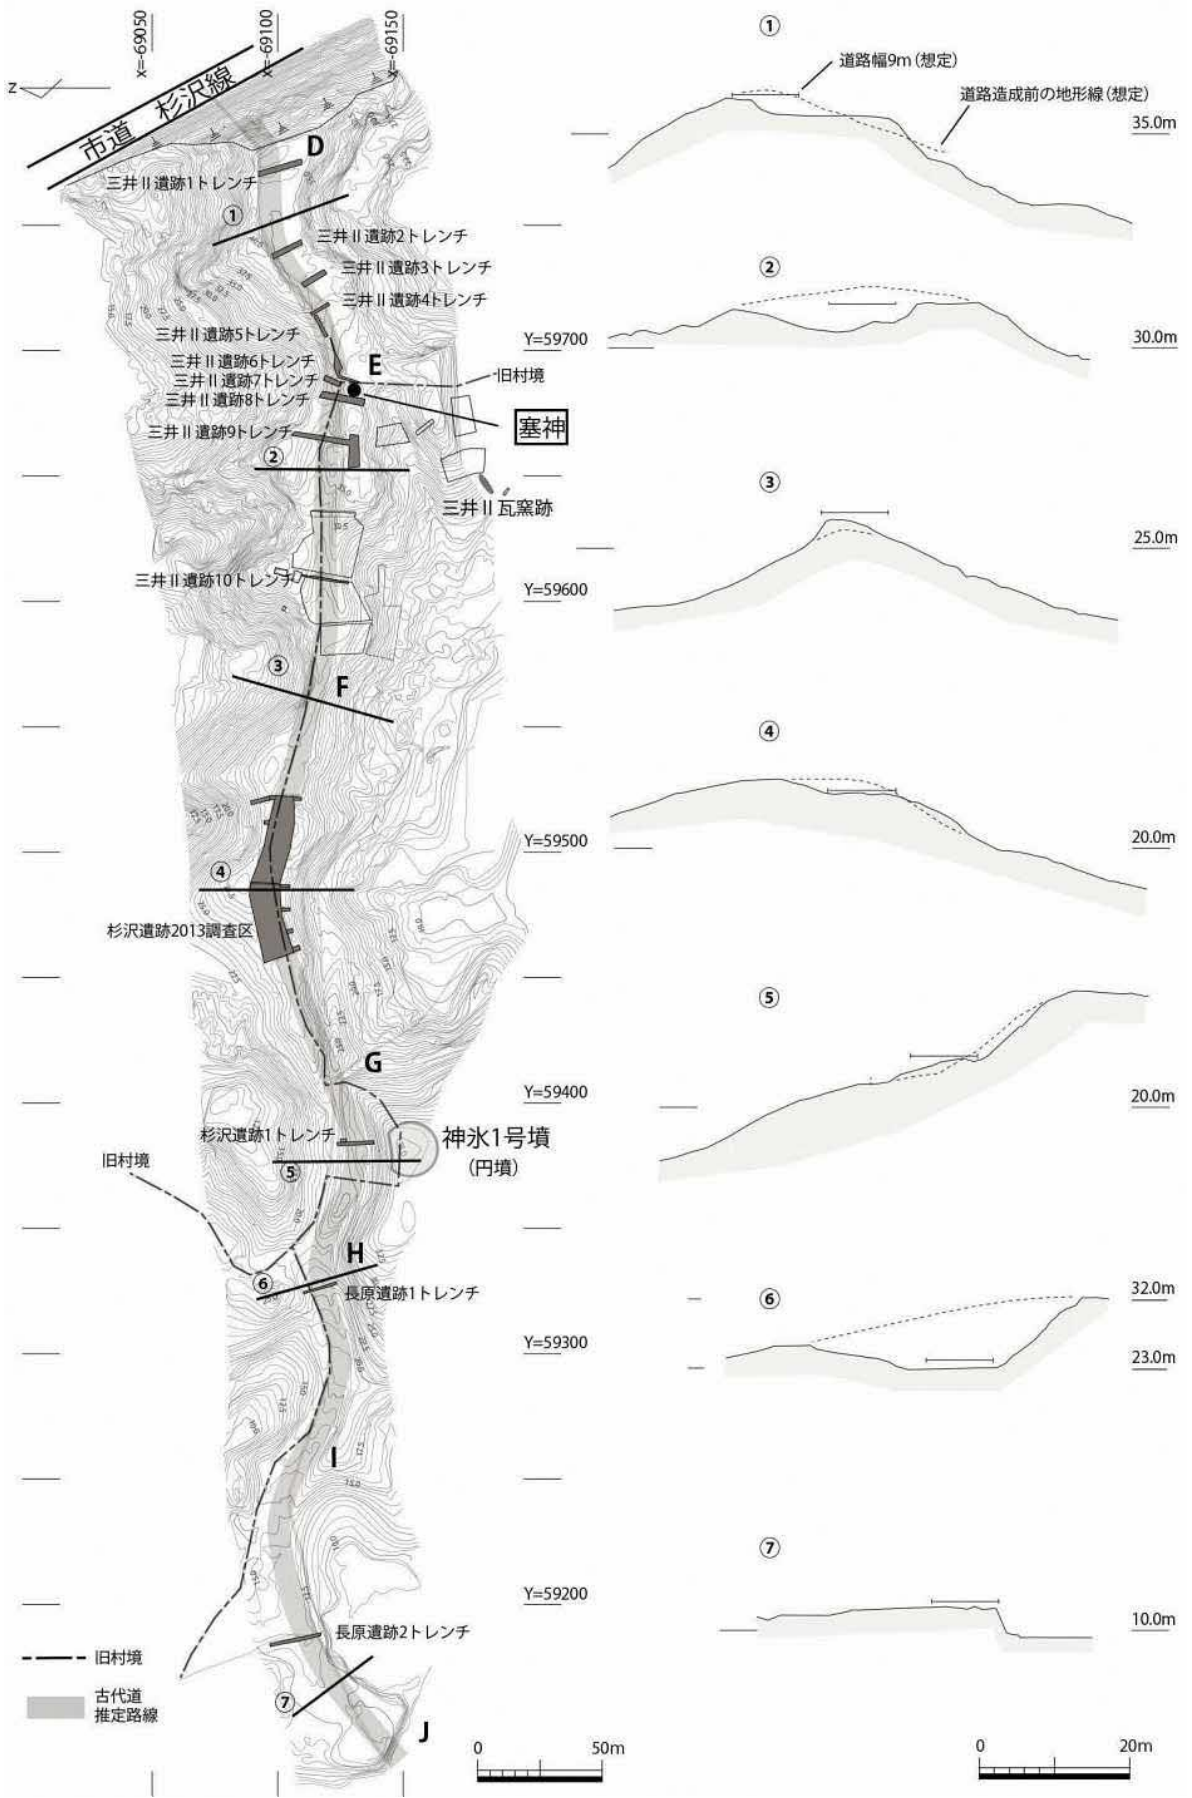 x=-69050
x=-69100
x=-69150
Z
市道　杉沢線
D
三井Ⅱ遺跡1トレンチ
①
三井Ⅱ遺跡2トレンチ
三井Ⅱ遺跡3トレンチ
三井Ⅱ遺跡4トレンチ
三井Ⅱ遺跡5トレンチ
Y=59700
三井Ⅱ遺跡6トレンチ
E
三井Ⅱ遺跡7トレンチ
旧村境
三井Ⅱ遺跡8トレンチ
塞神
三井Ⅱ遺跡9トレンチ
②
三井Ⅱ瓦窯跡
三井Ⅱ遺跡10トレンチ
Y=59600
③
F
Y=59500
④
杉沢遺跡2013調査区
G
Y=59400
杉沢遺跡1トレンチ
神氷1号墳
(円墳)
⑤
旧村境
H
⑥
長原遺跡1トレンチ
Y=59300
I
Y=59200
長原遺跡2トレンチ
旧村境
古代道
推定路線
⑦
J
0
50m
①
道路幅9m（想定）
道路造成前の地形線（想定）
35.0m
②
30.0m
③
25.0m
④
20.0m
⑤
20.0m
⑥
32.0m
23.0m
⑦
10.0m
0
20m